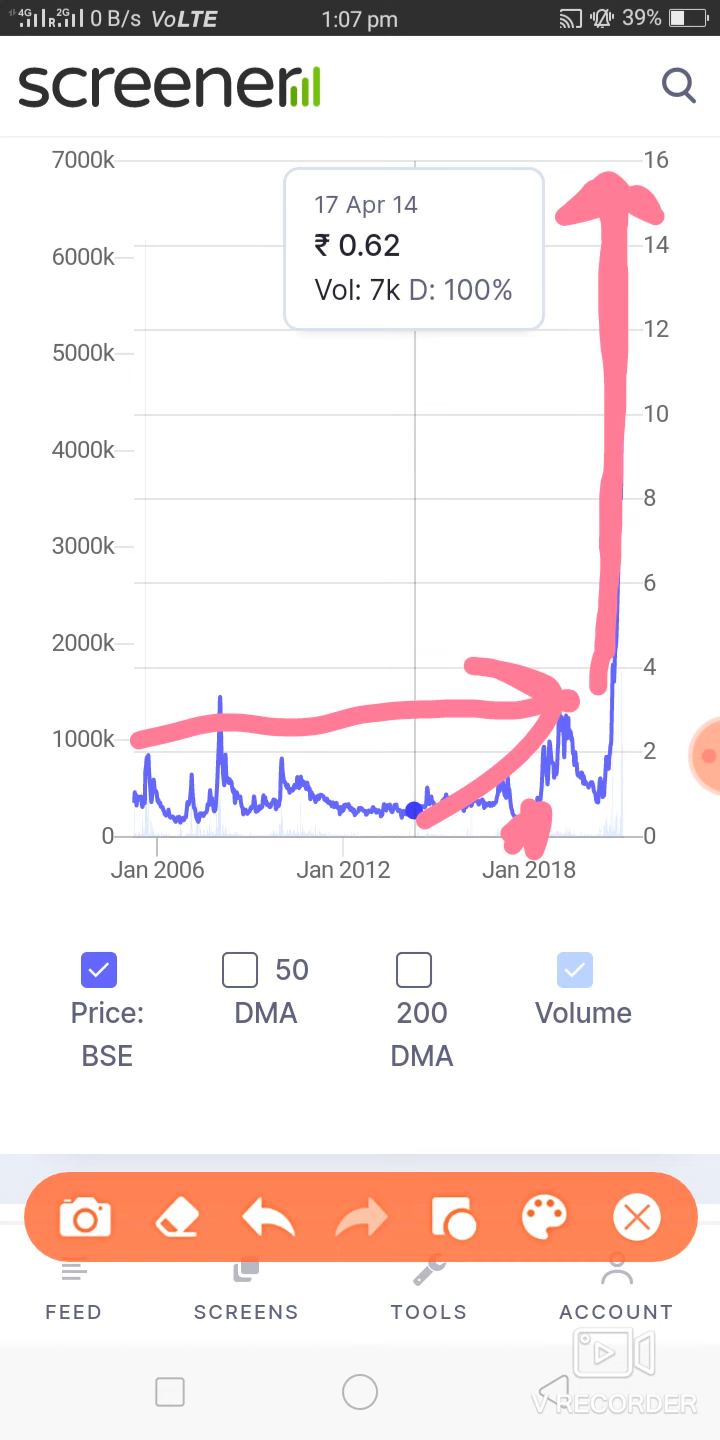 4G R 2G 0 B/s VoLTE 1:07 pm 39%
screener
7000k 16
17 Apr 14
₹ 0.62
Vol: 7k D: 100%
6000k 14
5000k 12
4000k 10
3000k 8
2000k 6
1000k 4
0 2
0
Jan 2006 Jan 2012 Jan 2018
Price: BSE
50 DMA
200 DMA
Volume
FEED SCREENS TOOLS ACCOUNT
V RECORDER